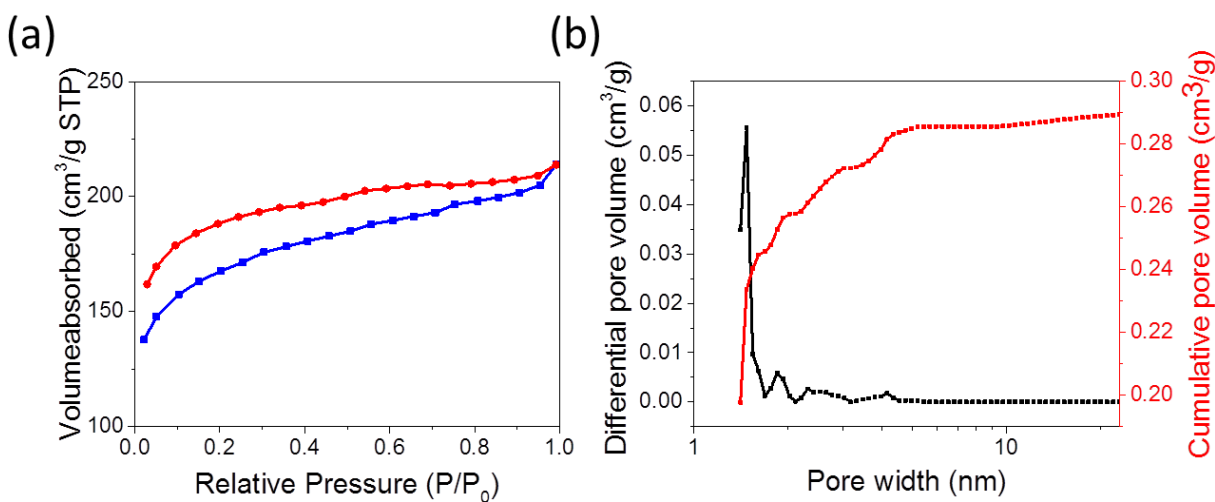 (a)
Volumeabsorbed (cm³/g STP)
250
200
150
100
0.0 0.2 0.4 0.6 0.8 1.0
Relative Pressure (P/P₀)
(b)
Differential pore volume (cm³/g)
0.06
0.05
0.04
0.03
0.02
0.01
0.00
1 10
Pore width (nm)
0.30
0.28
0.26
0.24
0.22
0.20
Cumulative pore volume (cm³/g)